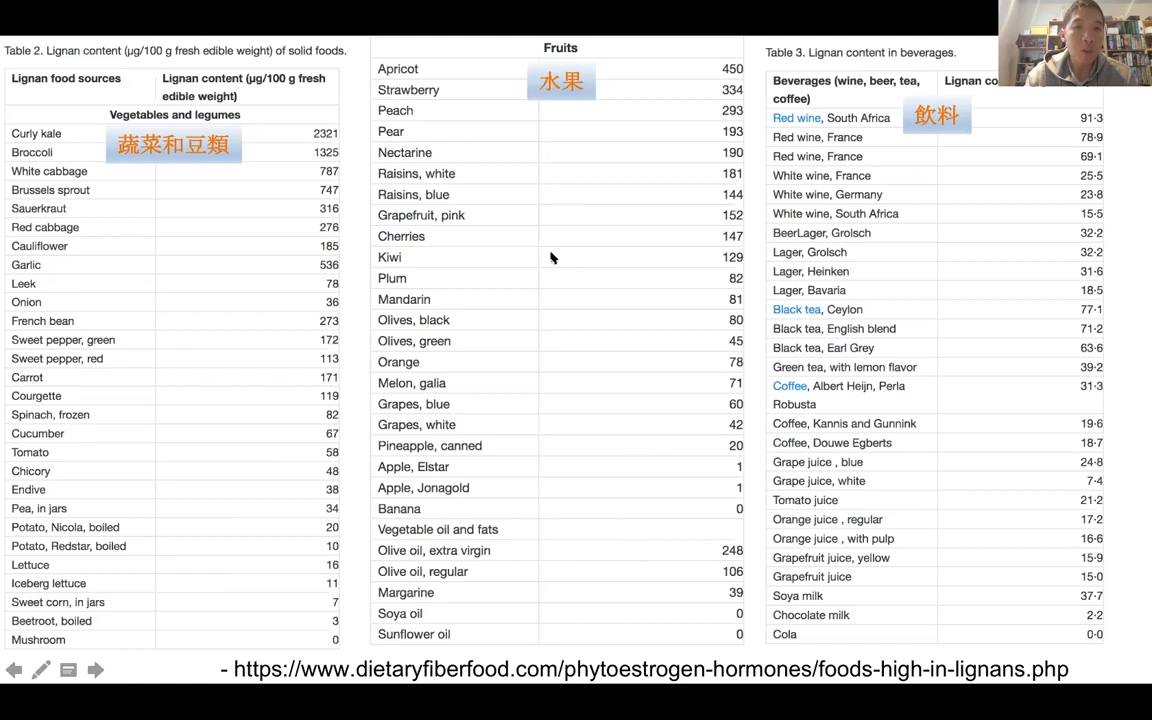 Table 2. Lignan content (µg/100 g fresh edible weight) of solid foods.
Lignan food sources Lignan content (µg/100 g fresh
edible weight)
Vegetables and legumes
蔬菜和豆類
Curly kale 2321
Broccoli 1325
White cabbage 787
Brussels sprout 747
Sauerkraut 316
Red cabbage 276
Cauliflower 185
Garlic 536
Leek 78
Onion 36
French bean 273
Sweet pepper, green 172
Sweet pepper, red 113
Carrot 171
Courgette 119
Spinach, frozen 82
Cucumber 67
Tomato 58
Chicory 48
Endive 38
Pea, in jars 34
Potato, Nicola, boiled 20
Potato, Redstar, boiled 10
Lettuce 16
Iceberg lettuce 11
Sweet corn, in jars 7
Beetroot, boiled 3
Mushroom 0
Fruits
水果
Apricot 450
Strawberry 334
Peach 293
Pear 193
Nectarine 190
Raisins, white 181
Raisins, blue 144
Grapefruit, pink 152
Cherries 147
Kiwi 129
Plum 82
Mandarin 81
Olives, black 80
Olives, green 45
Orange 78
Melon, galia 71
Grapes, blue 60
Grapes, white 42
Pineapple, canned 20
Apple, Elstar 1
Apple, Jonagold 1
Banana 0
Vegetable oil and fats
Olive oil, extra virgin 248
Olive oil, regular 106
Margarine 39
Soya oil 0
Sunflower oil 0
Table 3. Lignan content in beverages.
Beverages (wine, beer, tea, Lignan co
coffee)
飲料
Red wine, South Africa 91·3
Red wine, France 78·9
Red wine, France 69·1
White wine, France 25·5
White wine, Germany 23·8
White wine, South Africa 15·5
BeerLager, Grolsch 32·2
Lager, Grolsch 32·2
Lager, Heinken 31·6
Lager, Bavaria 18·5
Black tea, Ceylon 77·1
Black tea, English blend 71·2
Black tea, Earl Grey 63·6
Green tea, with lemon flavor 39·2
Coffee, Albert Heijn, Perla 31·3
Robusta
Coffee, Kannis and Gunnink 19·6
Coffee, Douwe Egberts 18·7
Grape juice , blue 24·8
Grape juice, white 7·4
Tomato juice 21·2
Orange juice , regular 17·2
Orange juice , with pulp 16·6
Grapefruit juice, yellow 15·9
Grapefruit juice 15·0
Soya milk 37·7
Chocolate milk 2·2
Cola 0·0
- https://www.dietaryfiberfood.com/phytoestrogen-hormones/foods-high-in-lignans.php